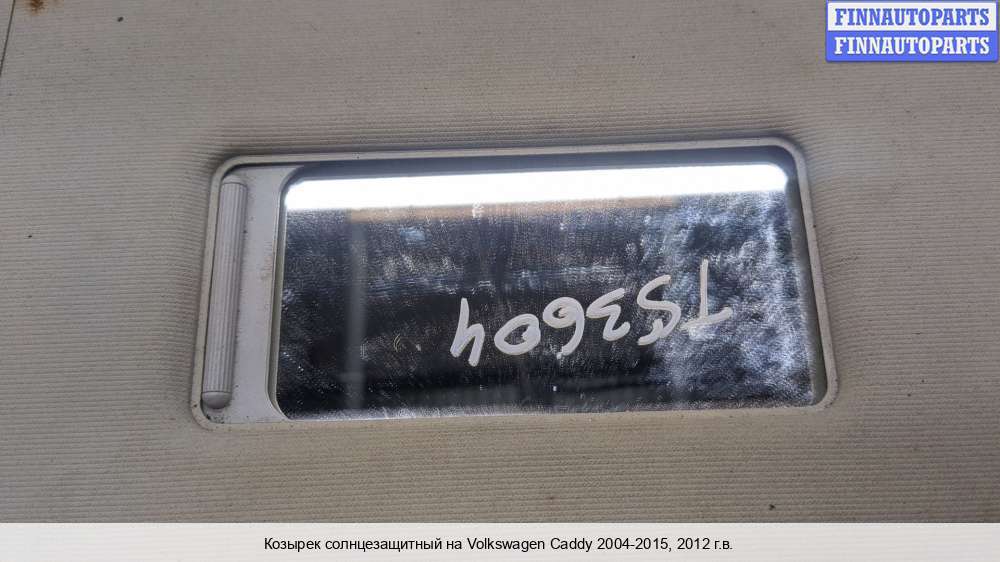 FINNAUTOPARTS
FINNAUTOPARTS
TS3604
Козырек солнцезащитный на Volkswagen Caddy 2004-2015, 2012 г.в.